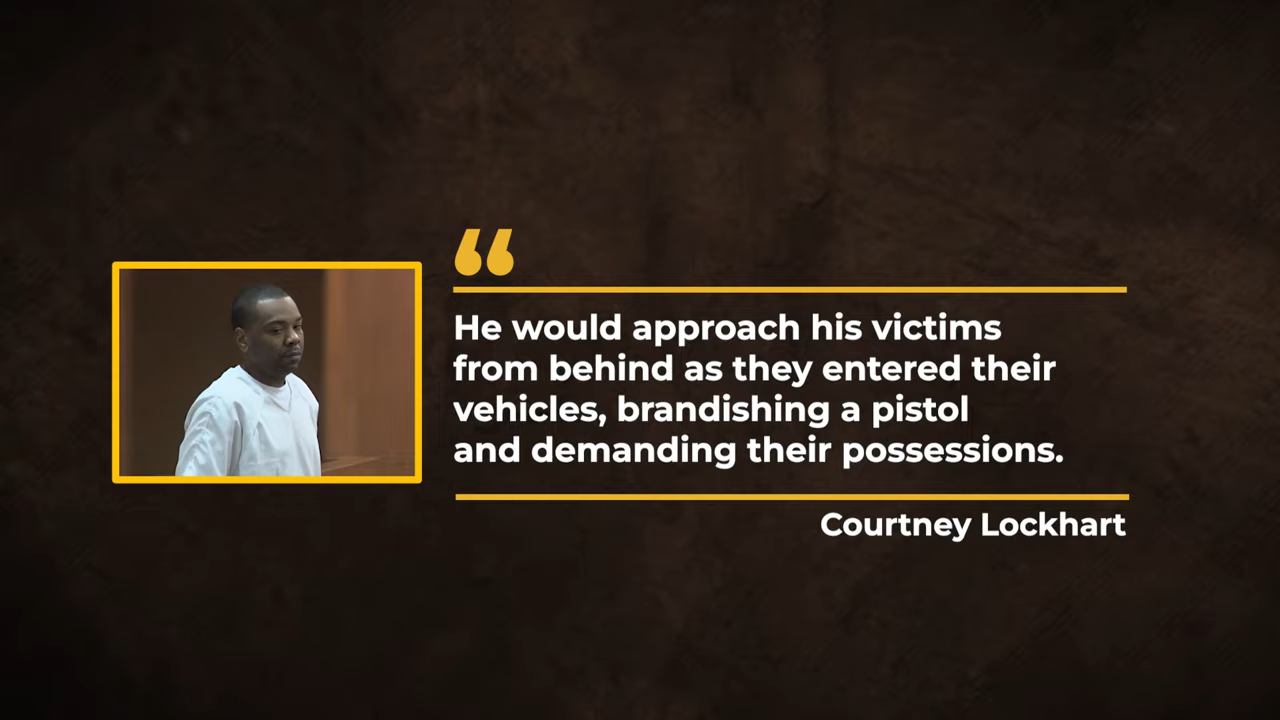 “
He would approach his victims
from behind as they entered their
vehicles, brandishing a pistol
and demanding their possessions.
Courtney Lockhart